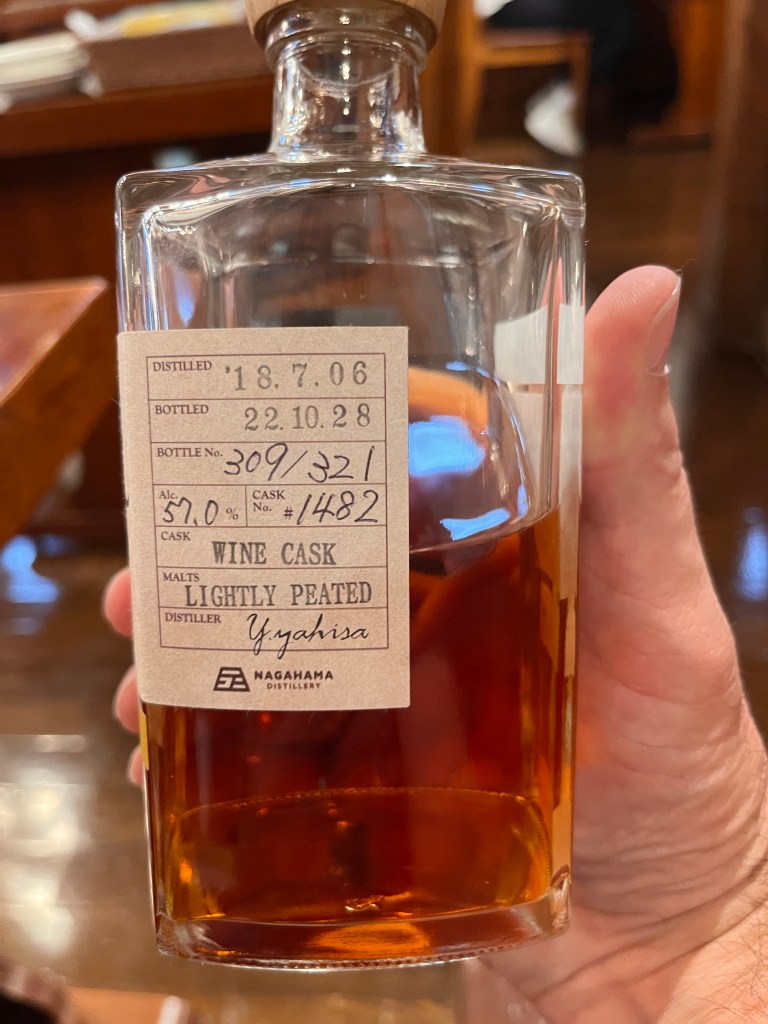 DISTILLED '18.7.06
BOTTLED 22.10.28
BOTTLE No. 309/321
Alc. 57.0 % CASK No. #1482
CASK WINE CASK
MALTS LIGHTLY PEATED
DISTILLER Y.yahisa
NAGAHAMA
DISTILLERY